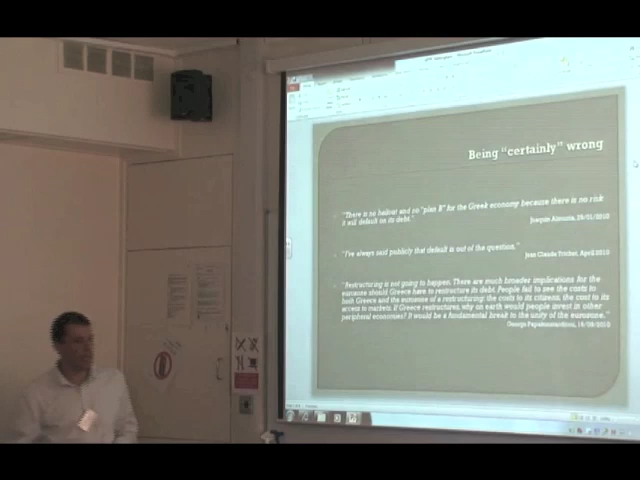 Being "certainly" wrong
"There is no bailout and no "plan B" for the Greek economy because there is no risk
it will default on its debt."
Joaquin Almunia, 29/01/2010
"I've always said publicly that default is out of the question."
Jean Claude Trichet, April 2010
"Restructuring is not going to happen. There are much broader implications for the
eurozone should Greece have to restructure its debt. People fail to see the costs to
both Greece and the eurozone of a restructuring: the cost to its citizens, the cost to its
access to markets. If Greece restructures, why on earth would people invest in other
peripheral economies? It would be a fundamental break to the unity of the eurozone."
George Papakonstantinou, 15/09/2010